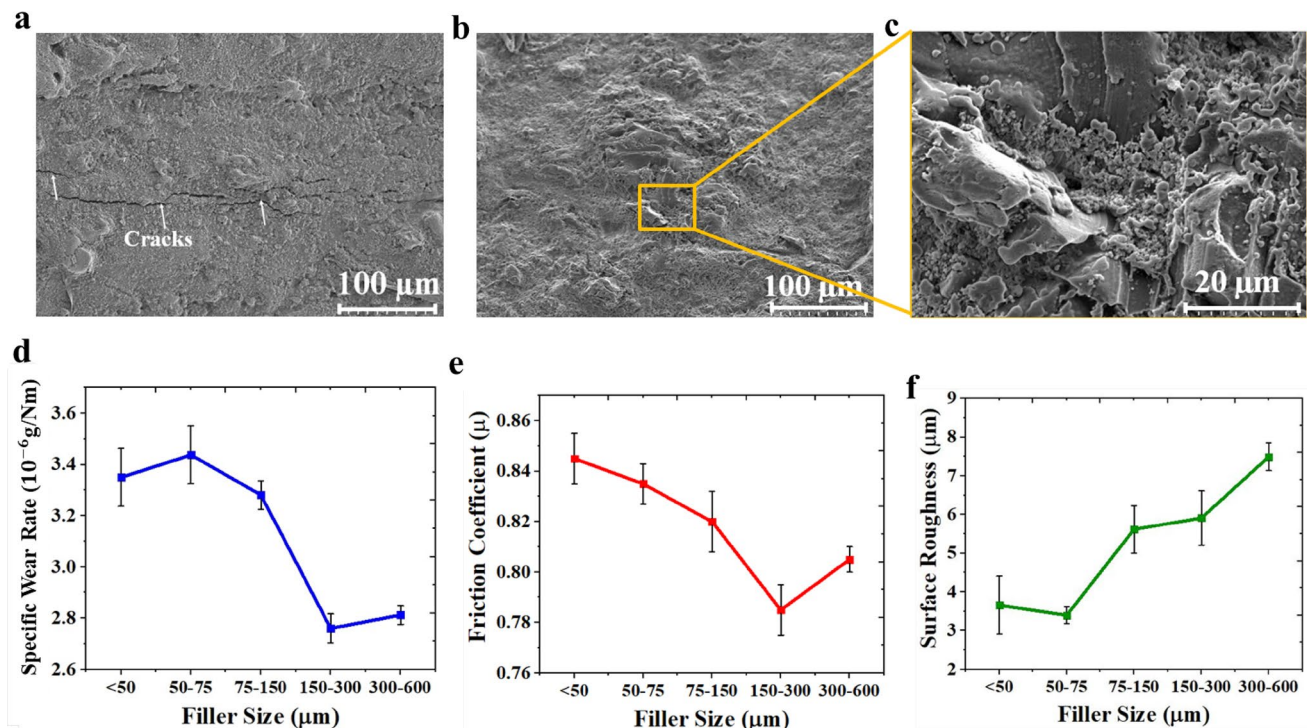 a
b
c
Cracks
100 μm
100 μm
20 μm
d
e
f
Specific Wear Rate (10⁻⁶g/Nm)
3.6
3.4
3.2
3.0
2.8
2.6
<50
50-75
75-150
150-300
300-600
Filler Size (μm)
Friction Coefficient (μ)
0.86
0.84
0.82
0.80
0.78
0.76
<50
50-75
75-150
150-300
300-600
Filler Size (μm)
Surface Roughness (μm)
9
8
7
6
5
4
3
2
<50
50-75
75-150
150-300
300-600
Filler Size (μm)